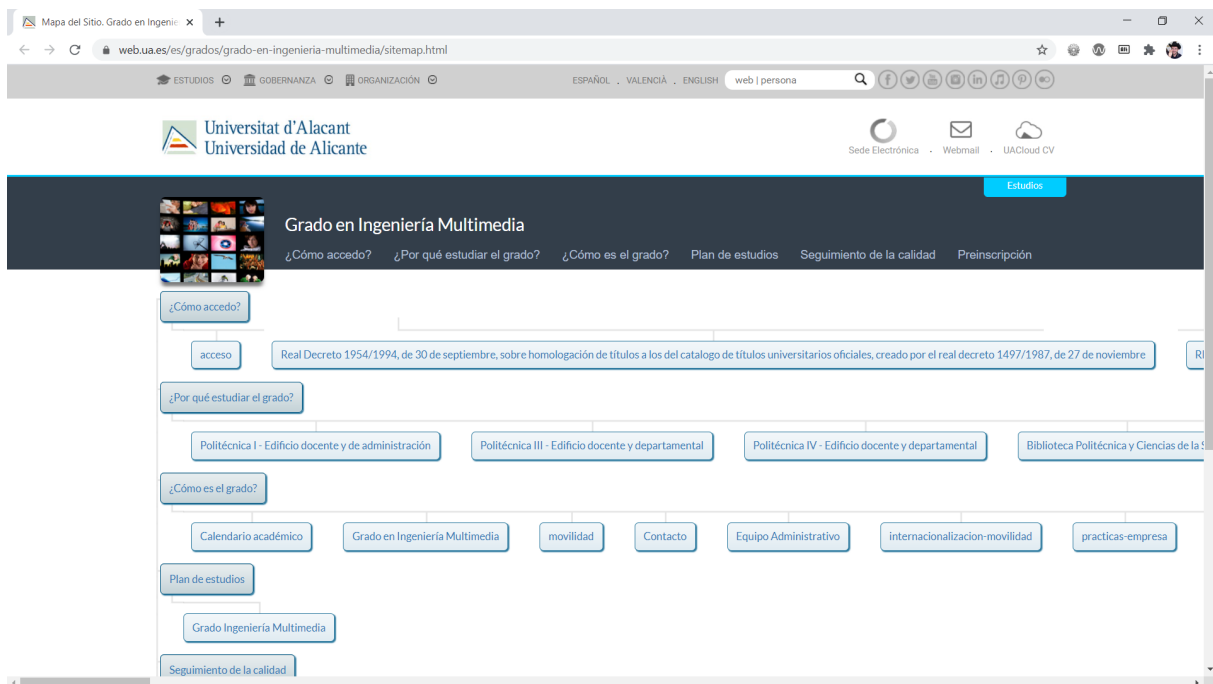 Mapa del Sitio. Grado en Ingenie
web.ua.es/es/grados/grado-en-ingenieria-multimedia/sitemap.html
ESTUDIOS GOBERNANZA ORGANIZACIÓN ESPAÑOL . VALENCIÀ . ENGLISH web | persona
Universitat d'Alacant
Universidad de Alicante
Sede Electrónica . Webmail . UACloud CV
Estudios
Grado en Ingeniería Multimedia
¿Cómo accedo? ¿Por qué estudiar el grado? ¿Cómo es el grado? Plan de estudios Seguimiento de la calidad Preinscripción
¿Cómo accedo?
acceso Real Decreto 1954/1994, de 30 de septiembre, sobre homologación de títulos a los del catalogo de títulos universitarios oficiales, creado por el real decreto 1497/1987, de 27 de noviembre
¿Por qué estudiar el grado?
Politécnica I - Edificio docente y de administración Politécnica III - Edificio docente y departamental Politécnica IV - Edificio docente y departamental Biblioteca Politécnica y Ciencias de la
¿Cómo es el grado?
Calendario académico Grado en Ingeniería Multimedia movilidad Contacto Equipo Administrativo internacionalizacion-movilidad practicas-empresa
Plan de estudios
Grado Ingeniería Multimedia
Seguimiento de la calidad